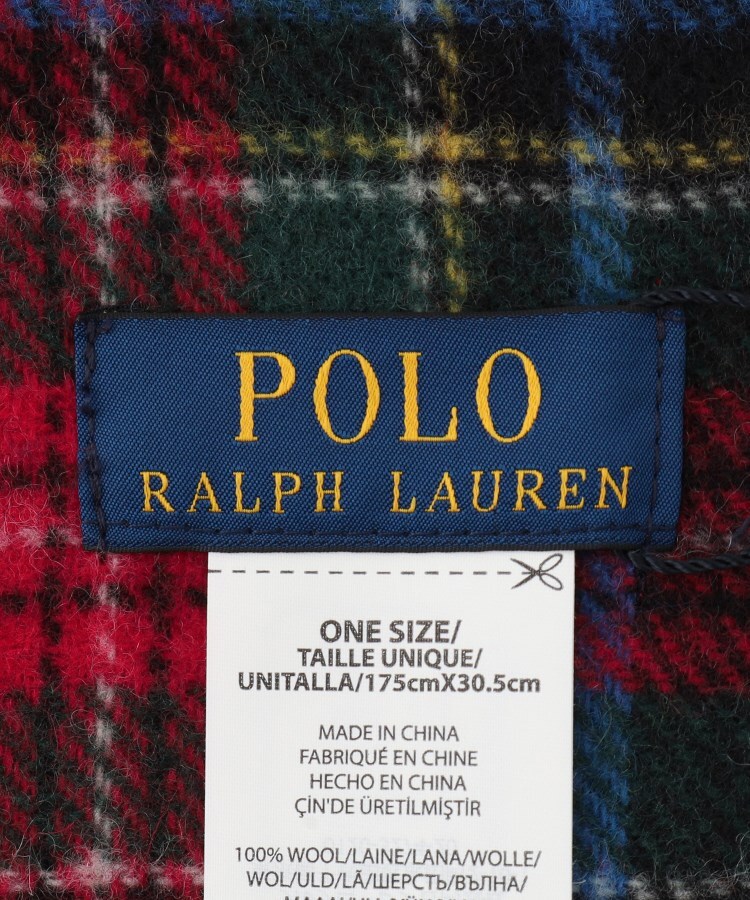 POLO
RALPH LAUREN
ONE SIZE/
TAILLE UNIQUE/
UNITALLA/175cmX30.5cm
MADE IN CHINA
FABRIQUÉ EN CHINE
HECHO EN CHINA
ÇİN'DE ÜRETİLMİŞTİR
100% WOOL/LAINE/LANA/WOLLE/
WOL/ULD/LÃ/ШЕРСТЬ/ВЪЛНА/